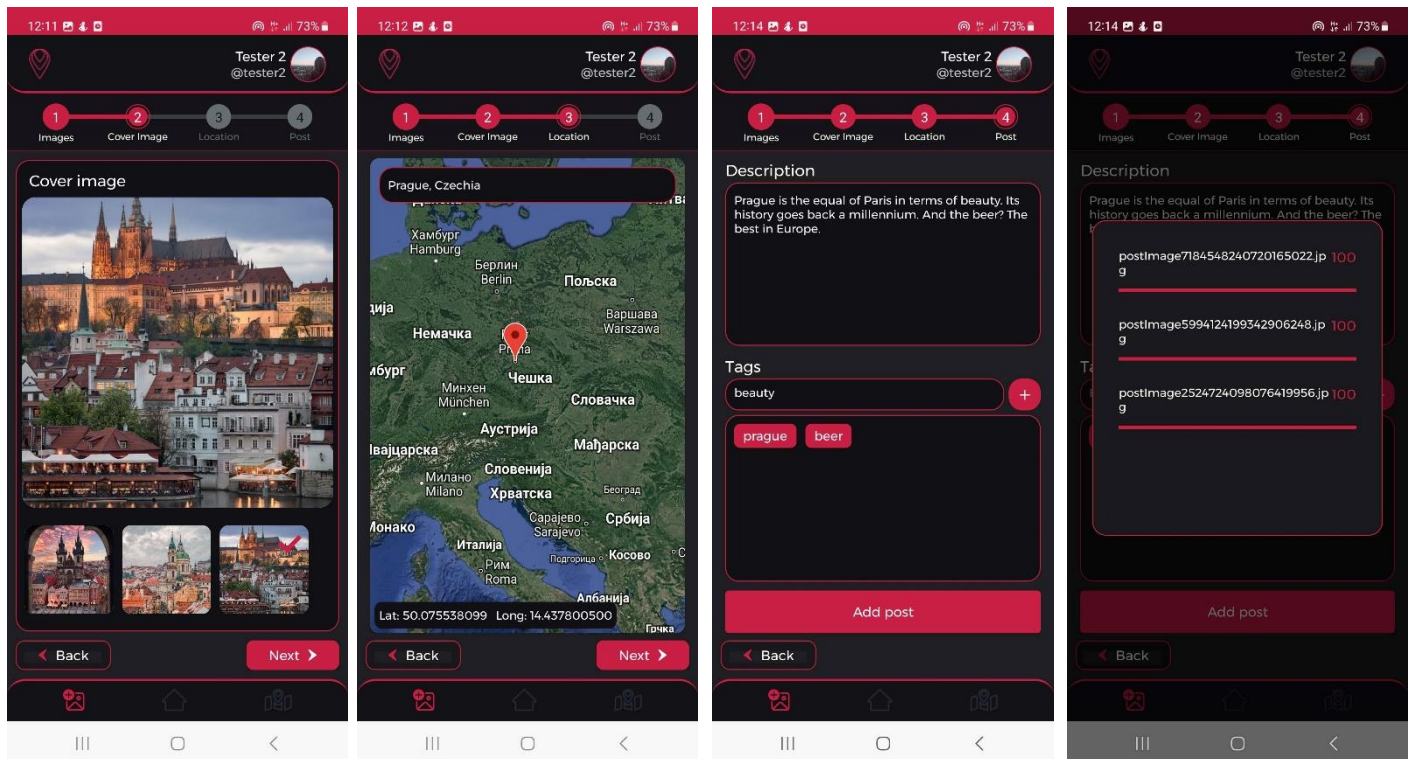 12:11
73%
Tester 2
@tester2
1
2
3
4
Images
Cover Image
Location
Post
Cover image
Back
Next
12:12
73%
Tester 2
@tester2
1
2
3
4
Images
Cover Image
Location
Post
Prague, Czechia
Хамбург
Hamburg
Берлин
Berlin
Пољска
Варшава
Warszawa
Немачка
Чешка
Минхен
München
Словачка
Аустрија
Мађарска
Словенија
Милано
Milano
Хрватска
Београд
Сарајево
Sarajevo
Србија
Монако
Италија
Подгорица
Косово
Рим
Roma
Албанија
Lat: 50.075538099 Long: 14.437800500
Грчка
Back
Next
12:14
73%
Tester 2
@tester2
1
2
3
4
Images
Cover Image
Location
Post
Description
Prague is the equal of Paris in terms of beauty. Its
history goes back a millennium. And the beer? The
best in Europe.
Tags
beauty
+
prague
beer
Add post
Back
12:14
73%
Tester 2
@tester2
1
2
3
4
Images
Cover Image
Location
Post
Description
Prague is the equal of Paris in terms of beauty. Its
history goes back a millennium. And the beer? The
postImage7184548240720165022.jp 100
g
postImage5994124199342906248.jp 100
g
postImage2524724098076419956.jp 100
g
Add post
Back